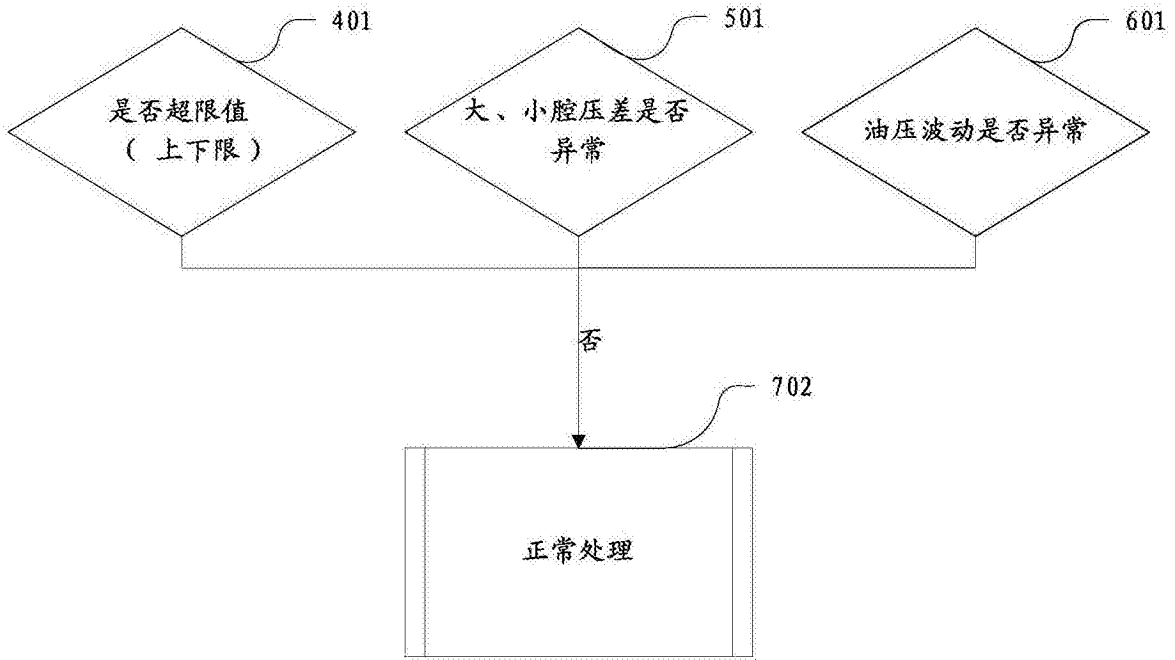 401
501
601
是否超限值
（ 上下限 ）
大、小腔压差是否
异常
油压波动是否异常
否
702
正常处理